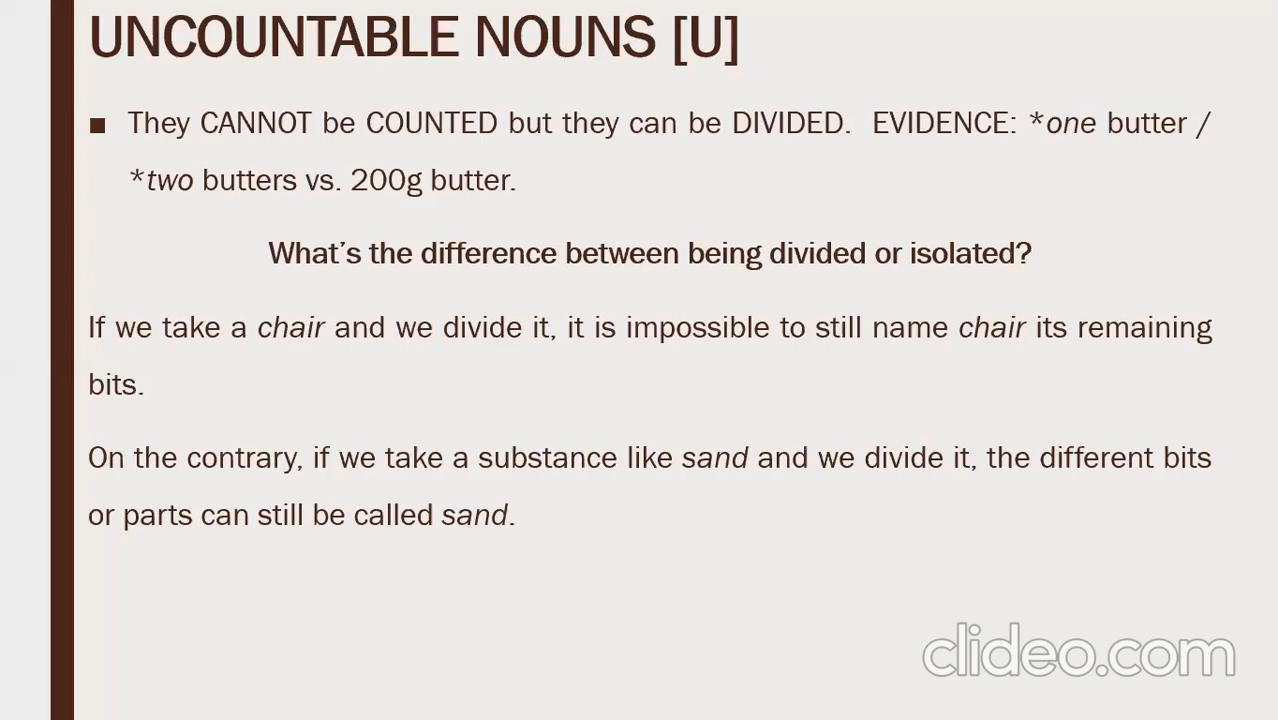 UNCOUNTABLE NOUNS [U]
■ They CANNOT be COUNTED but they can be DIVIDED. EVIDENCE: *one butter /
*two butters vs. 200g butter.
What’s the difference between being divided or isolated?
If we take a chair and we divide it, it is impossible to still name chair its remaining
bits.
On the contrary, if we take a substance like sand and we divide it, the different bits
or parts can still be called sand.
clideo.com